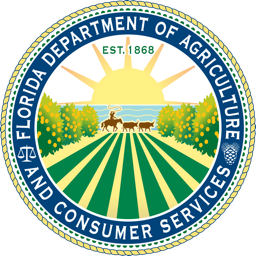 FLORIDA DEPARTMENT OF AGRICULTURE
AND CONSUMER SERVICES
EST. 1868